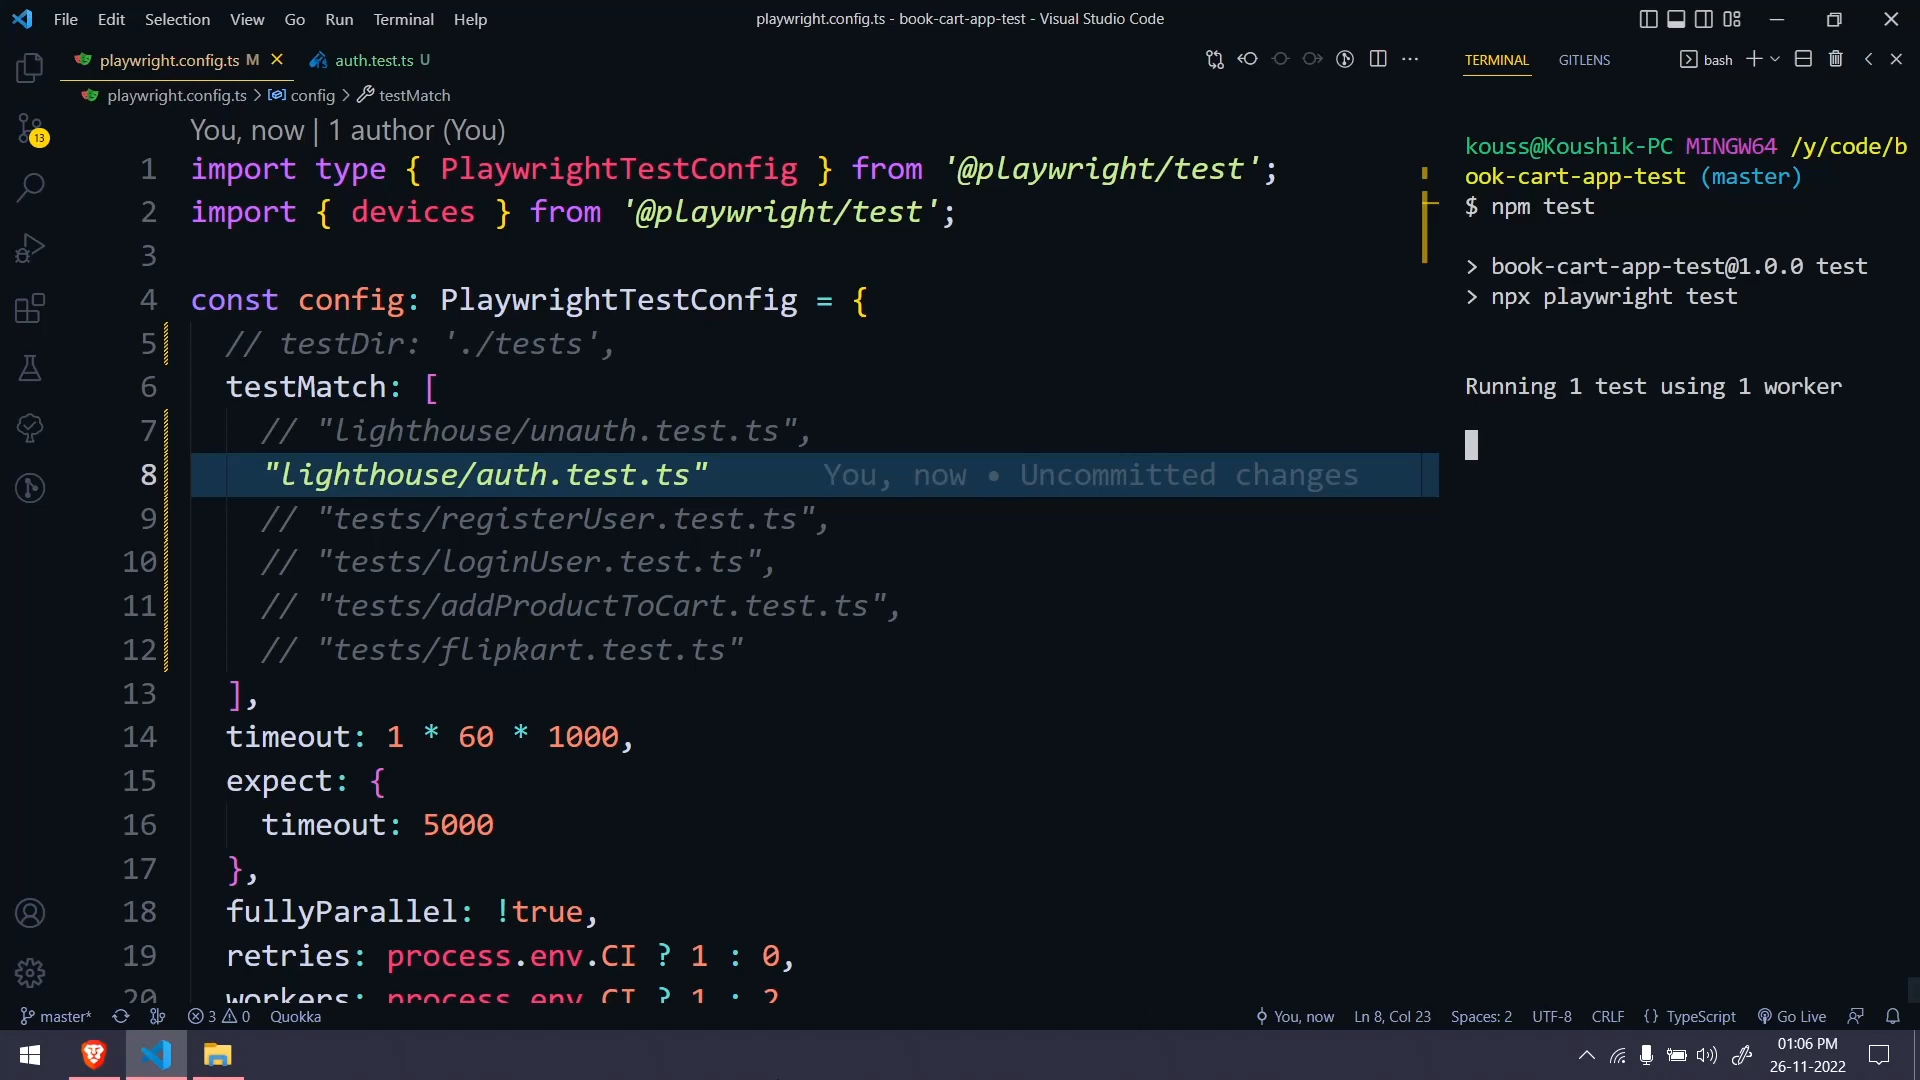 File Edit Selection View Go Run Terminal Help
playwright.config.ts - book-cart-app-test - Visual Studio Code
playwright.config.ts M
auth.test.ts U
playwright.config.ts > config > testMatch
13
You, now | 1 author (You)
1 import type { PlaywrightTestConfig } from '@playwright/test';
2 import { devices } from '@playwright/test';
3
4 const config: PlaywrightTestConfig = {
5 // testDir: './tests',
6 testMatch: [
7 // "lighthouse/unauth.test.ts",
8 "lighthouse/auth.test.ts" You, now • Uncommitted changes
9 // "tests/registerUser.test.ts",
10 // "tests/loginUser.test.ts",
11 // "tests/addProductToCart.test.ts",
12 // "tests/flipkart.test.ts"
13 ],
14 timeout: 1 * 60 * 1000,
15 expect: {
16 timeout: 5000
17 },
18 fullyParallel: !true,
19 retries: process.env.CI ? 1 : 0,
20 workers: process.env.CI ? 1 : 2
TERMINAL GITLENS bash
kouss@Koushik-PC MINGW64 /y/code/b
ook-cart-app-test (master)
$ npm test
> book-cart-app-test@1.0.0 test
> npx playwright test
Running 1 test using 1 worker
master* 3 0 Quokka
You, now Ln 8, Col 23 Spaces: 2 UTF-8 CRLF {} TypeScript Go Live
01:06 PM
26-11-2022